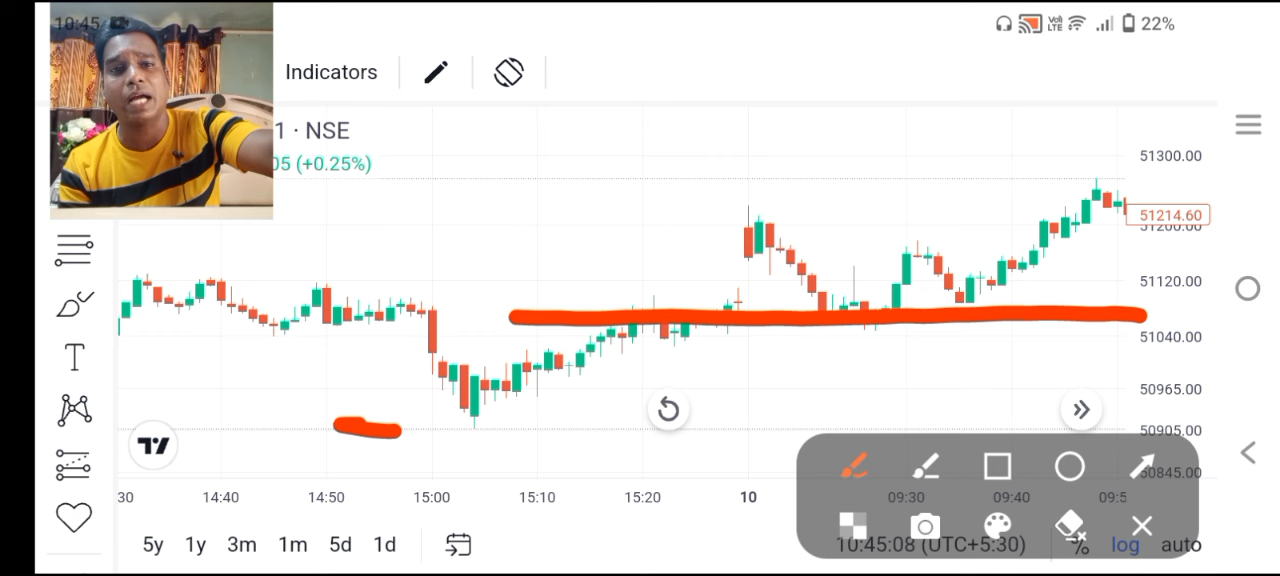 10:45 VoI LTE 22%
Indicators
1 · NSE
05 (+0.25%)
51300.00
51214.60
51200.00
51120.00
51040.00
50965.00
50905.00
50845.00
30 14:40 14:50 15:00 15:10 15:20 10 09:30 09:40 09:5
5y 1y 3m 1m 5d 1d 10:45:08 (UTC+5:30) % log auto